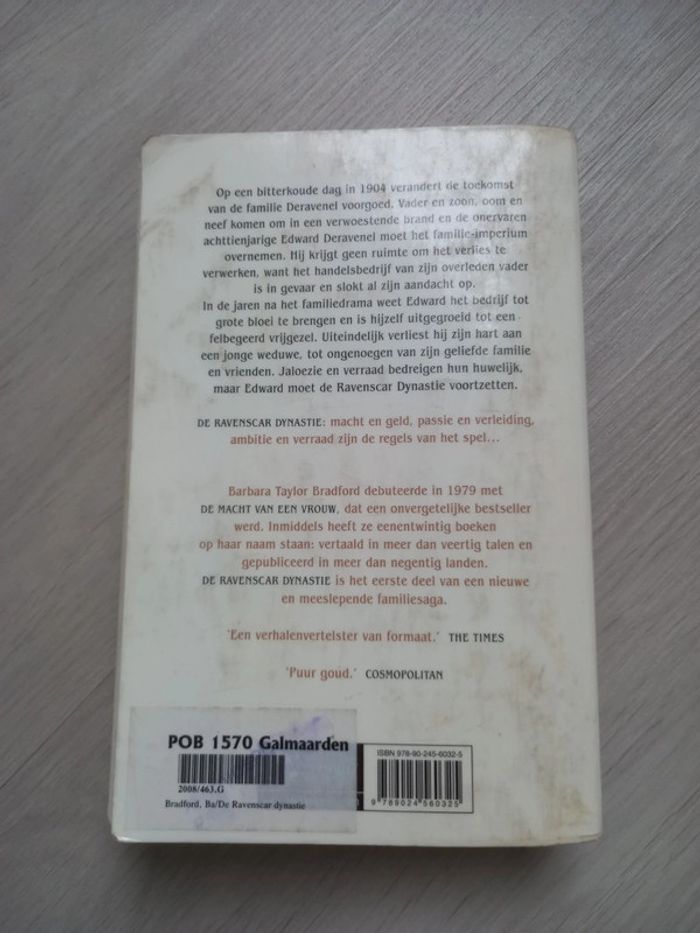 Op een bitterkoude dag in 1904 verandert de toekomst
van de familie Deravenel voorgoed. Vader en zoon, oom en
neef komen om in een verwoestende brand en de onervaren
achttienjarige Edward Deravenel moet het familie-imperium
overnemen. Hij krijgt geen ruimte om het verlies te
verwerken, want het handelsbedrijf van zijn overleden vader
is in gevaar en slokt al zijn aandacht op.
In de jaren na het familiedrama weet Edward het bedrijf tot
grote bloei te brengen en is hijzelf uitgegroeid tot een
felbegeerd vrijgezel. Uiteindelijk verliest hij zijn hart aan
een jonge weduwe, tot ongenoegen van zijn geliefde familie
en vrienden. Jaloezie en verraad bedreigen hun huwelijk,
maar Edward moet de Ravenscar Dynastie voortzetten.
DE RAVENSCAR DYNASTIE: macht en geld, passie en verleiding,
ambitie en verraad zijn de regels van het spel...
Barbara Taylor Bradford debuteerde in 1979 met
DE MACHT VAN EEN VROUW, dat een onvergetelijke bestseller
werd. Inmiddels heeft ze eenentwintig boeken
op haar naam staan: vertaald in meer dan veertig talen en
gepubliceerd in meer dan negentig landen.
DE RAVENSCAR DYNASTIE is het eerste deel van een nieuwe
en meeslepende familiesaga.
'Een verhalenvertelster van formaat.' THE TIMES
'Puur goud.' COSMOPOLITAN
POB 1570 Galmaarden
2008/463.G
Bradford, Ba/De Ravenscar dynastie
ISBN 978-90-245-6032-5
9 789024 560325